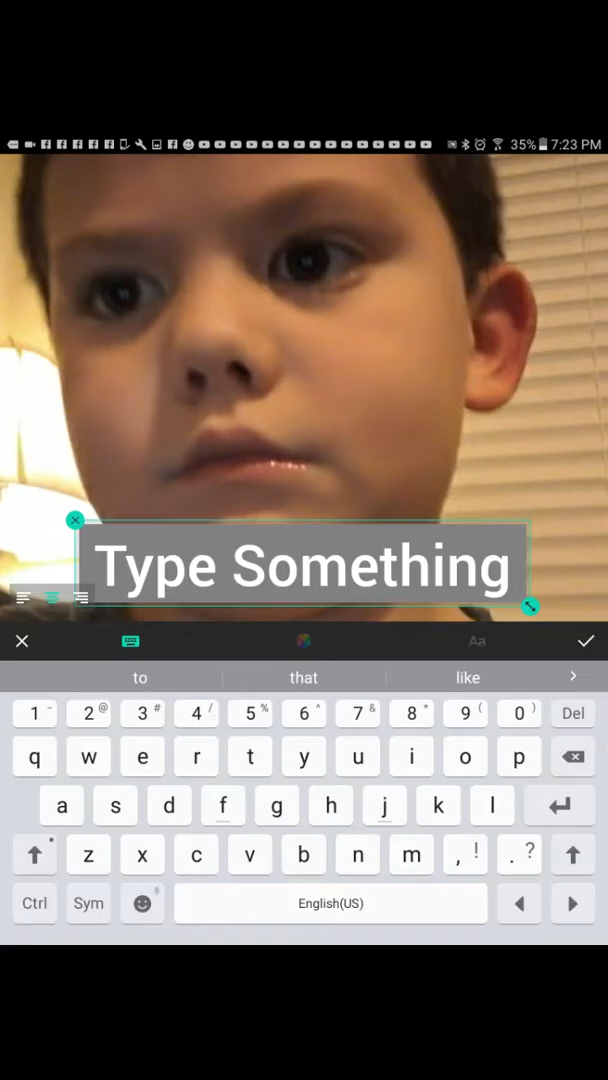 35% 7:23 PM
Type Something
Aa
to that like
1 - 2 @ 3 # 4 / 5 % 6 ^ 7 & 8 * 9 ( 0 ) Del
q w e r t y u i o p
a s d f g h j k l
z x c v b n m , ! . ?
Ctrl Sym English(US)